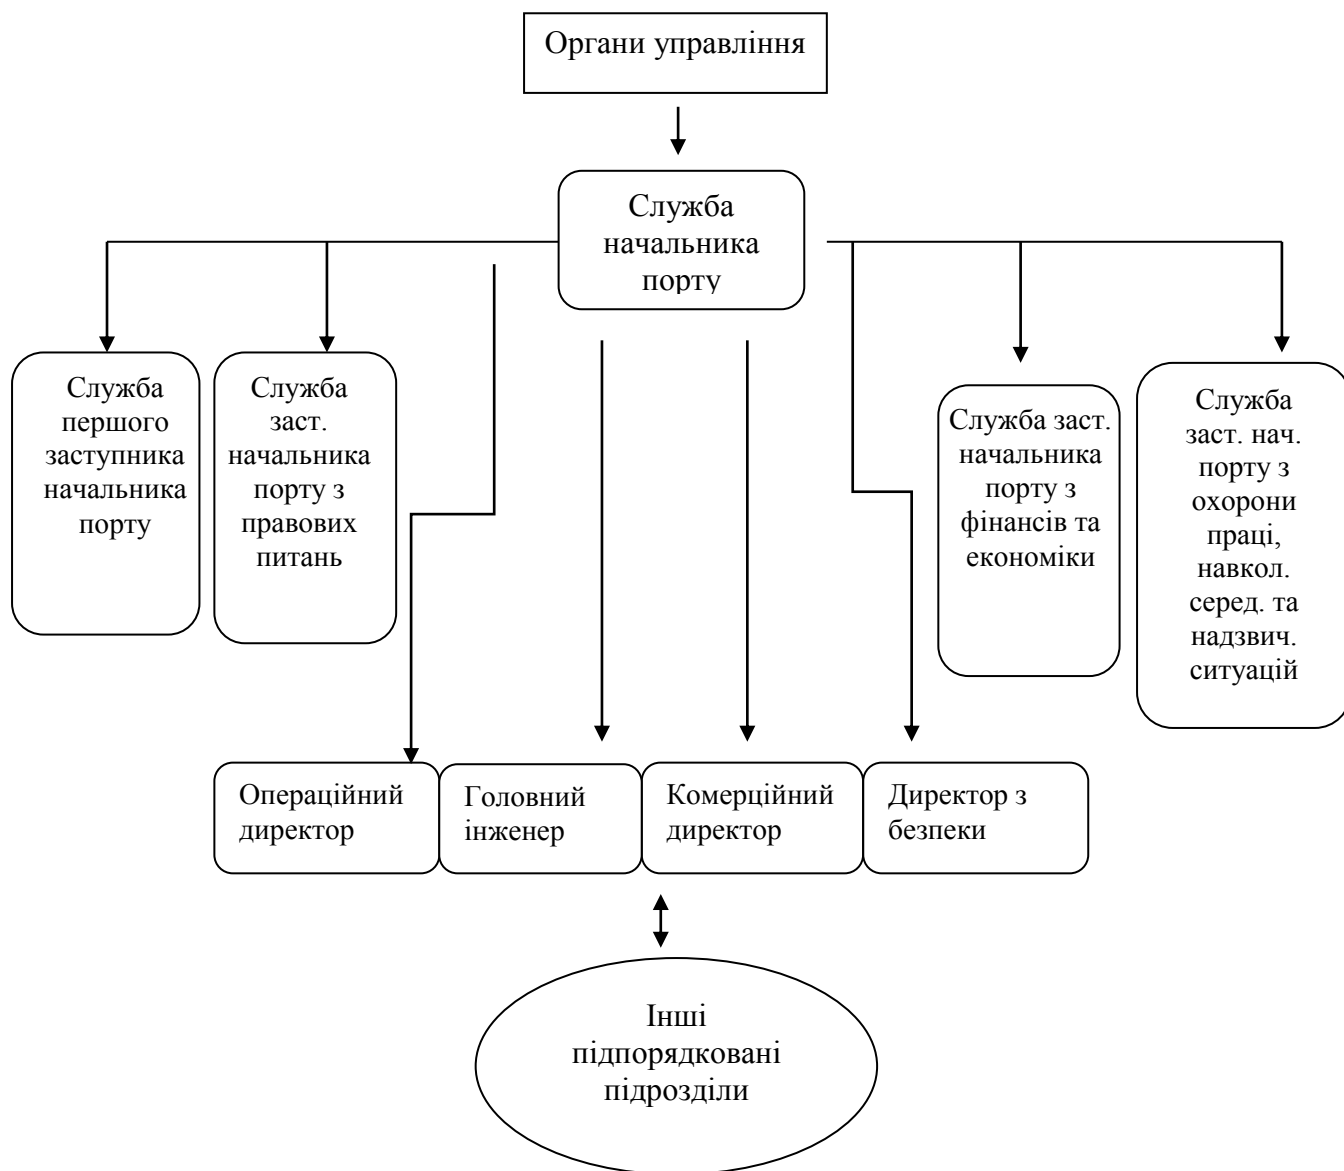 Органи управління
Служба
начальника
порту
Служба
першого
заступника
начальника
порту
Служба
заст.
начальника
порту з
правових
питань
Служба заст.
начальника
порту з
фінансів та
економіки
Служба
заст. нач.
порту з
охорони
праці,
навкол.
серед. та
надзвич.
ситуацій
Операційний
директор
Головний
інженер
Комерційний
директор
Директор з
безпеки
Інші
підпорядковані
підрозділи